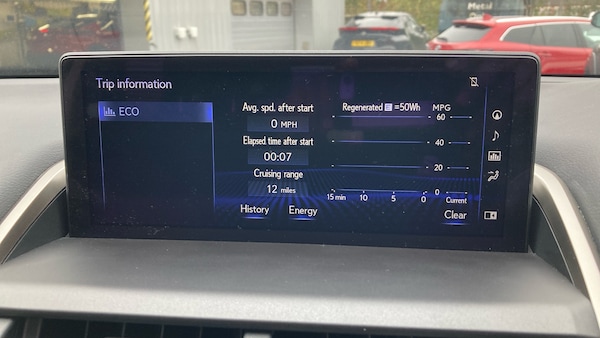 Metal
Trip information
ECO
Avg. spd. after start
0 MPH
Elapsed time after start
00:07
Cruising range
12 miles
History
Energy
Regenerated E =50Wh MPG
60
40
20
0
15 min 10 5 0 Current
Clear